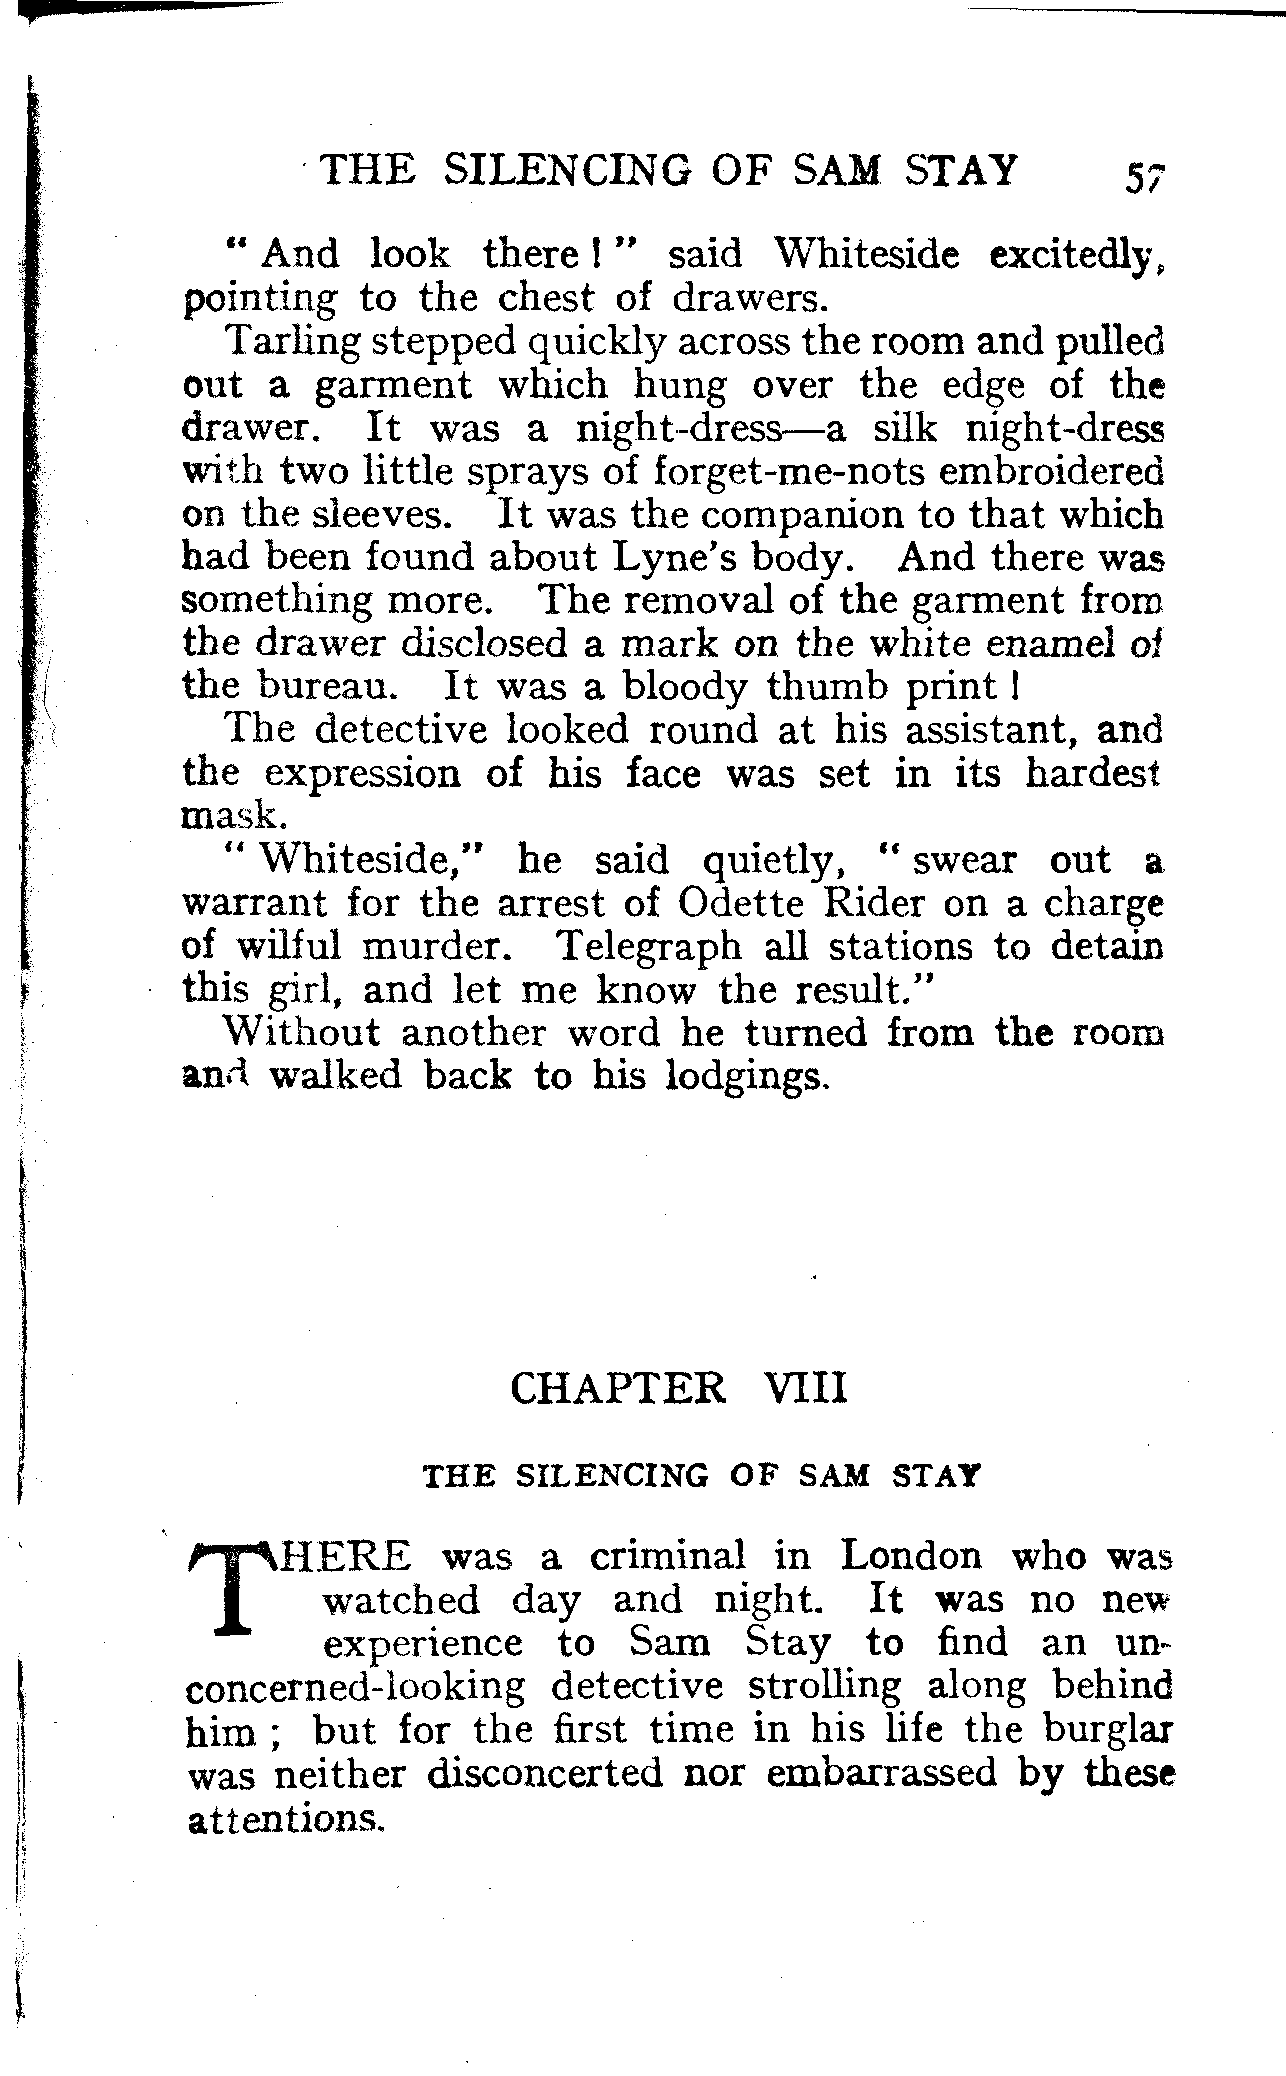 THE SILENCING OF SAM STAY 57
“ And look there ! ” said Whiteside excitedly,
pointing to the chest of drawers.
Tarling stepped quickly across the room and pulled
out a garment which hung over the edge of the
drawer. It was a night-dress—a silk night-dress
with two little sprays of forget-me-nots embroidered
on the sleeves. It was the companion to that which
had been found about Lyne’s body. And there was
something more. The removal of the garment from
the drawer disclosed a mark on the white enamel of
the bureau. It was a bloody thumb print !
The detective looked round at his assistant, and
the expression of his face was set in its hardest
mask.
“ Whiteside,” he said quietly, “ swear out a
warrant for the arrest of Odette Rider on a charge
of wilful murder. Telegraph all stations to detain
this girl, and let me know the result.”
Without another word he turned from the room
and walked back to his lodgings.
CHAPTER VIII
THE SILENCING OF SAM STAY
THERE was a criminal in London who was
watched day and night. It was no new
experience to Sam Stay to find an un-
concerned-looking detective strolling along behind
him ; but for the first time in his life the burglar
was neither disconcerted nor embarrassed by these
attentions.